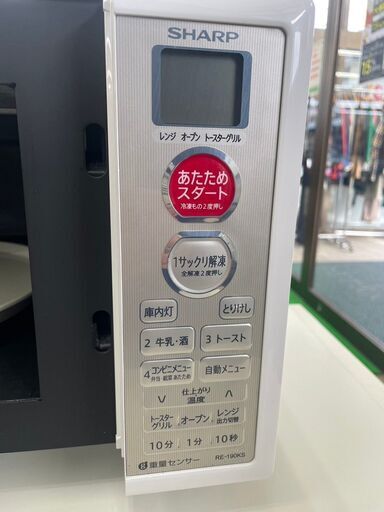 SHARP
レンジ オーブン トースターグリル
あたため
スタート
冷凍もの2度押し
1サックリ解凍
全解凍2度押し
庫内灯 とりけし
2 牛乳・酒 3 トースト
4 コンビニメニュー
弁当・総菜あたため
自動メニュー
仕上がり
温度
トースター
グリル
オーブン
レンジ
出力切替
10分 1分 10秒
重量センサー RE-190KS